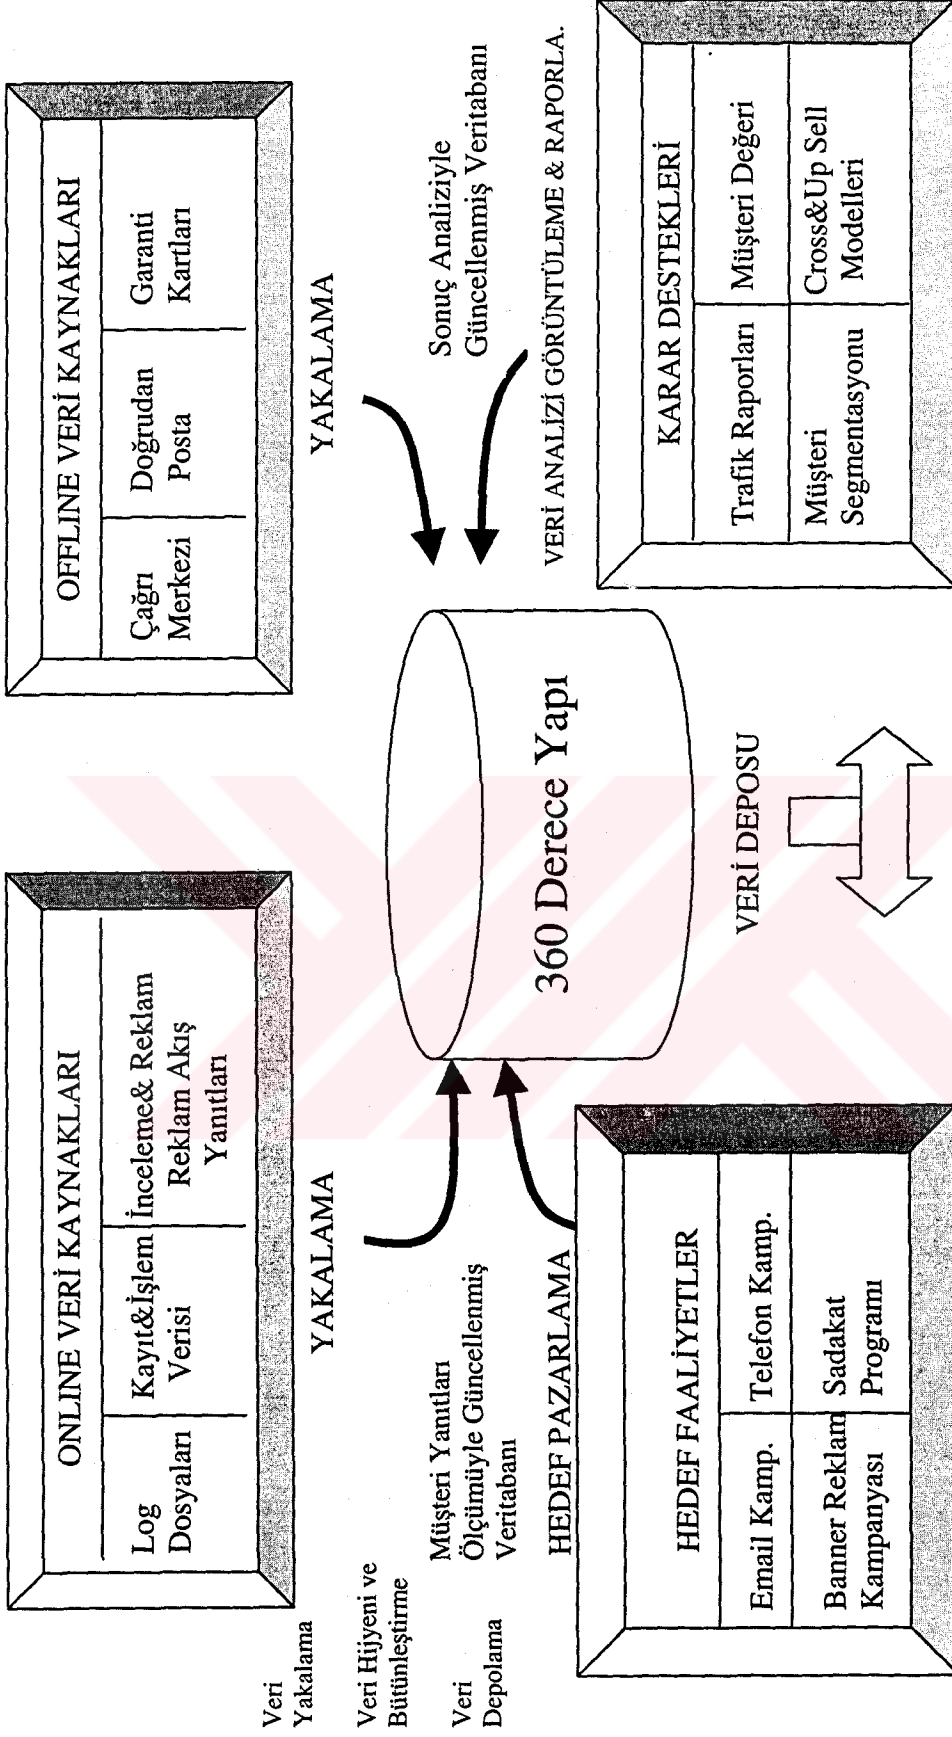 ONLINE VERİ KAYNAKLARI
Log
Dosyaları
Kayıt&İşlem
Verisi
İnceleme& Reklam
Reklam Akış
Yanıtları
OFFLINE VERİ KAYNAKLARI
Çağrı
Merkezi
Doğrudan
Posta
Garanti
Kartları
Veri
Yakalama
YAKALAMA
YAKALAMA
Veri Hijyeni ve
Bütünleştirme
Müşteri Yanıtları
Ölçümüyle Güncellenmiş
Veritabanı
Sonuç Analiziyle
Güncellenmiş Veritabanı
Veri
Depolama
360 Derece Yapı
HEDEF PAZARLAMA
VERİ ANALİZİ GÖRÜNTÜLEME & RAPORLA.
HEDEF FAALİYETLER
Email Kamp.
Telefon Kamp.
Banner Reklam
Kampanyası
Sadakat
Programı
VERİ DEPOSU
KARAR DESTEKLERİ
Trafik Raporları
Müşteri Değeri
Müşteri
Segmentasyonu
Cross&Up Sell
Modelleri